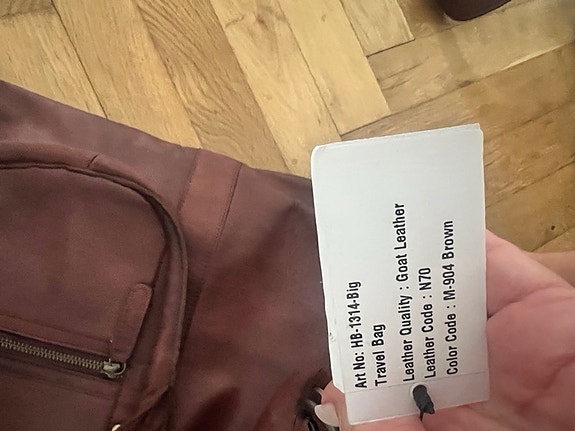 Art No: HB-1314-Big
Travel Bag
Leather Quality : Goat Leather
Leather Code : N70
Color Code : M-904 Brown